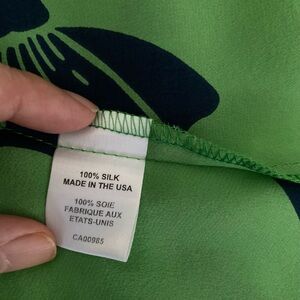 100% SILK
MADE IN THE USA
100% SOIE
FABRIQUE AUX
ETATS-UNIS
CA00985